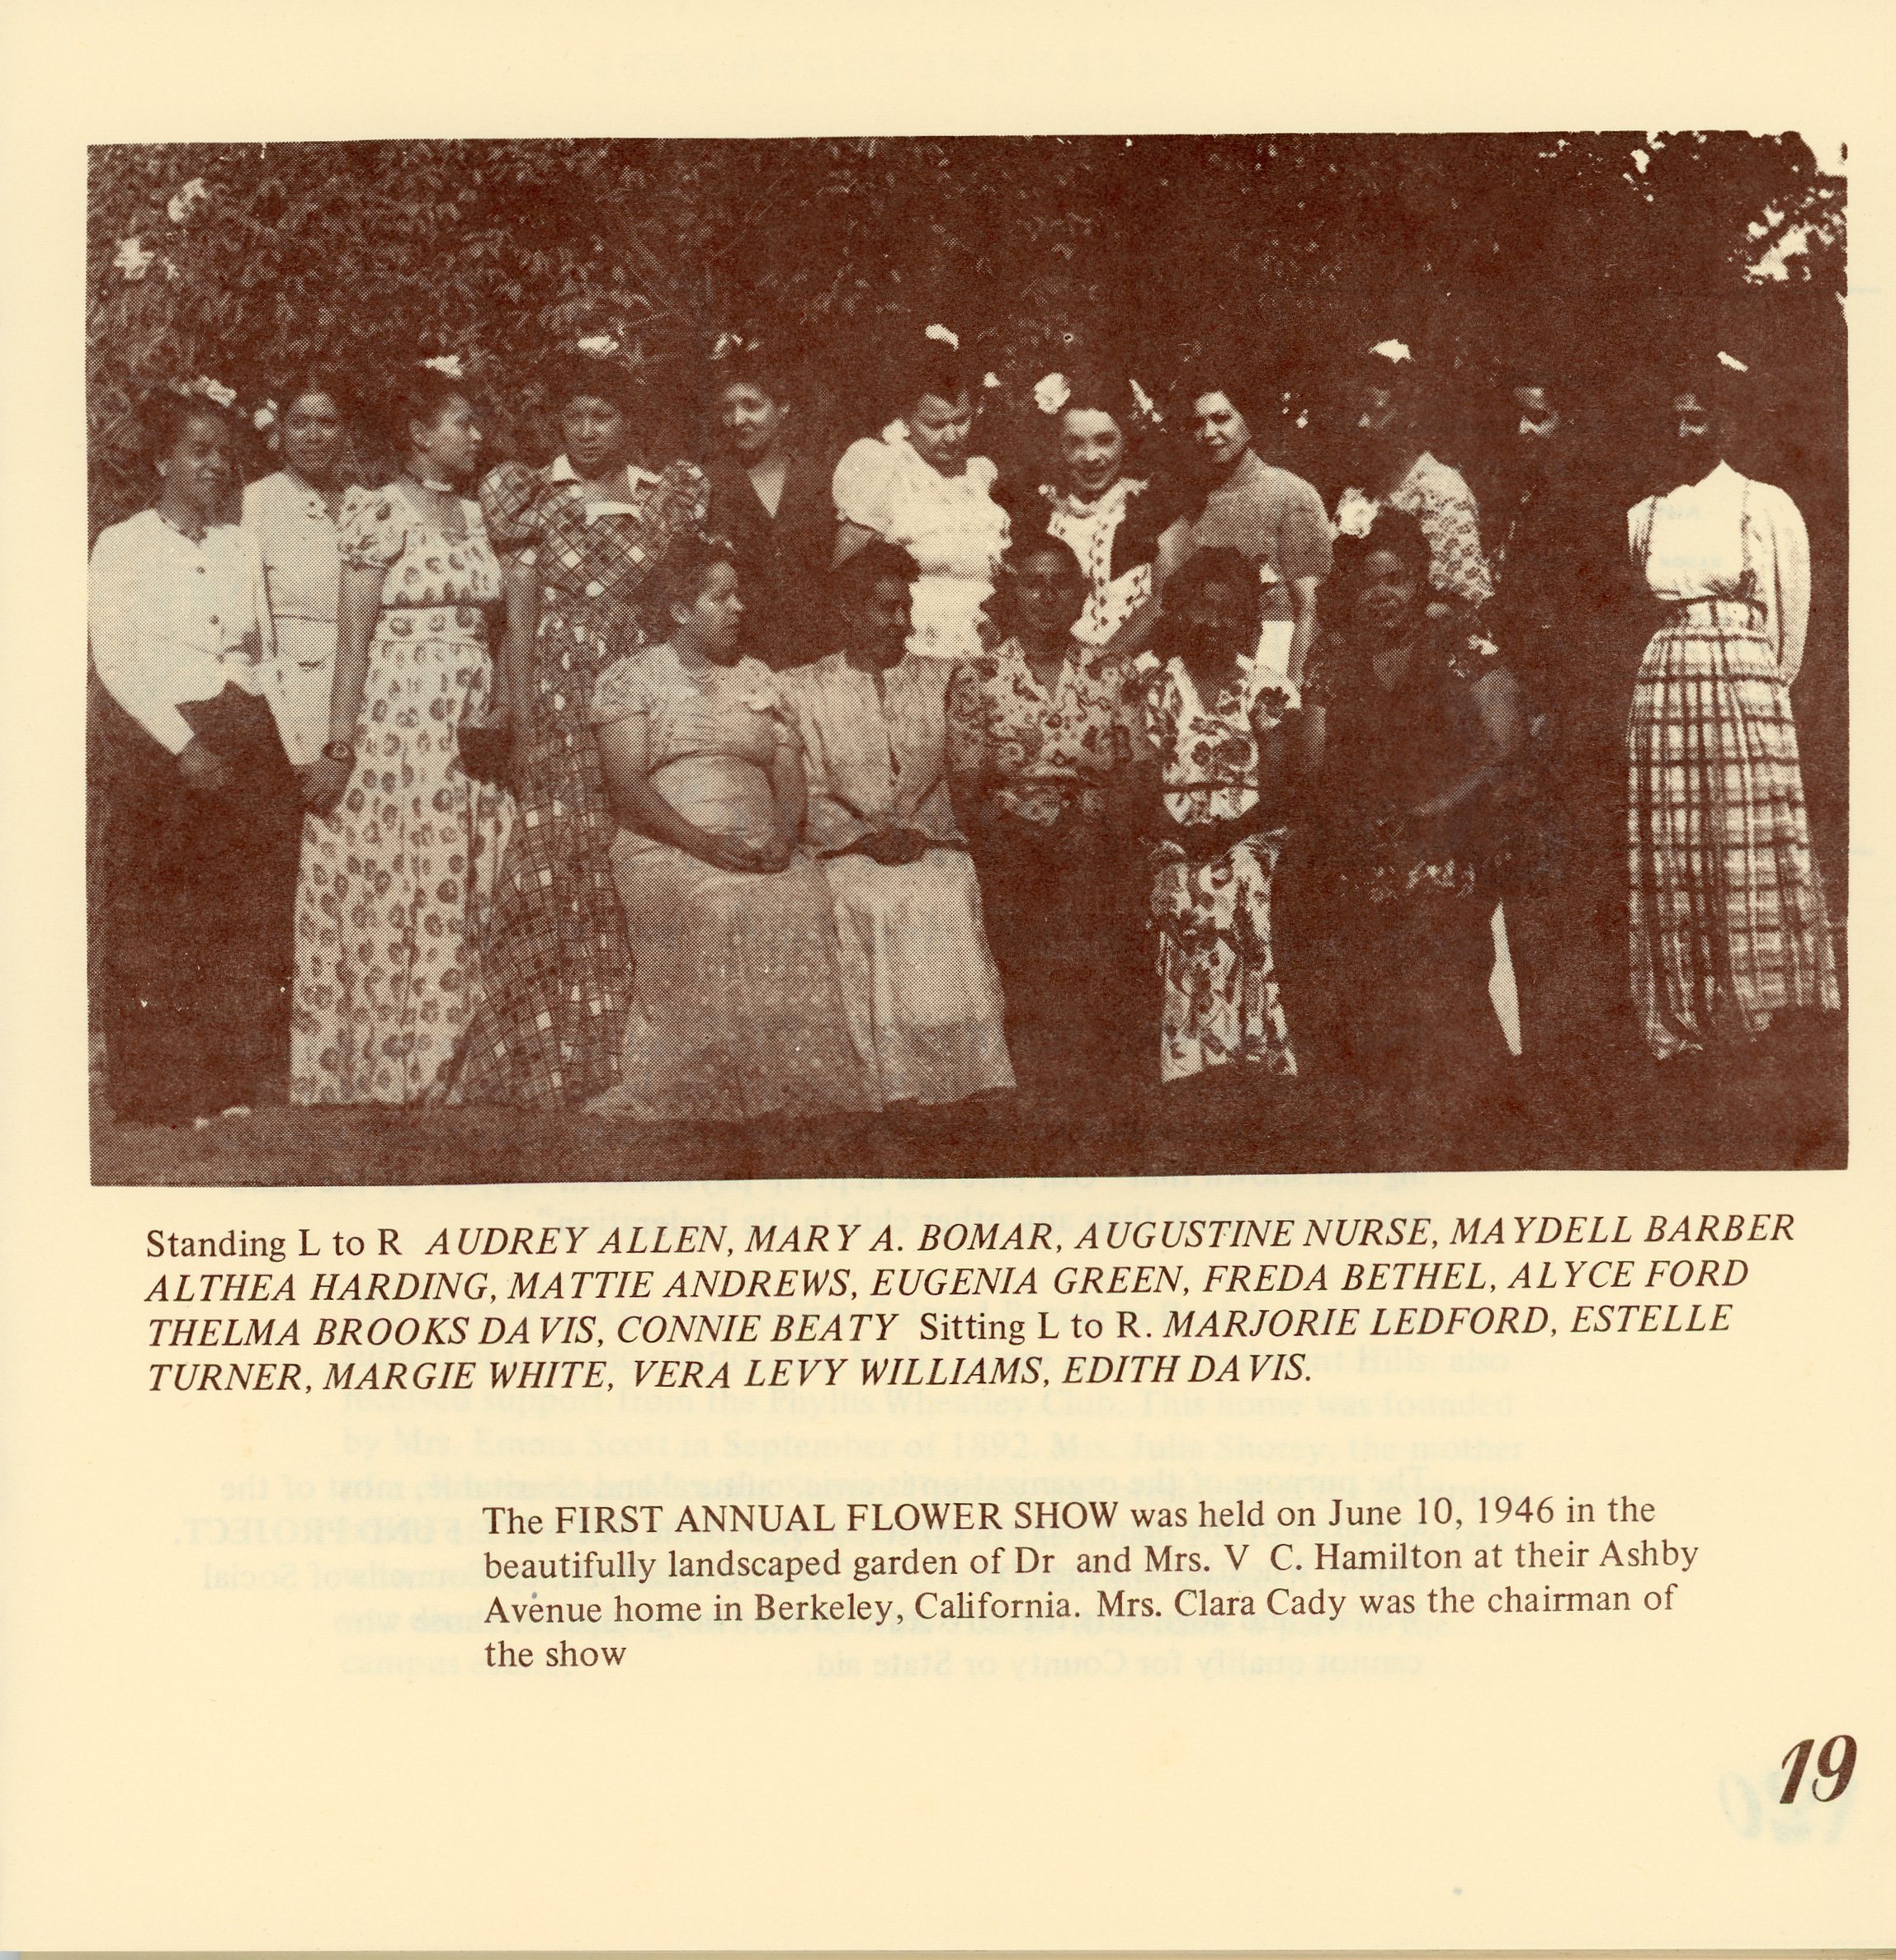 Standing L to R AUDREY ALLEN, MARY A. BOMAR, AUGUSTINE NURSE, MAYDELL BARBER
ALTHEA HARDING, MATTIE ANDREWS, EUGENIA GREEN, FREDA BETHEL, ALYCE FORD
THELMA BROOKS DAVIS, CONNIE BEATY Sitting L to R. MARJORIE LEDFORD, ESTELLE
TURNER, MARGIE WHITE, VERA LEVY WILLIAMS, EDITH DAVIS.
The FIRST ANNUAL FLOWER SHOW was held on June 10, 1946 in the
beautifully landscaped garden of Dr and Mrs. V C. Hamilton at their Ashby
Avenue home in Berkeley, California. Mrs. Clara Cady was the chairman of
the show
19